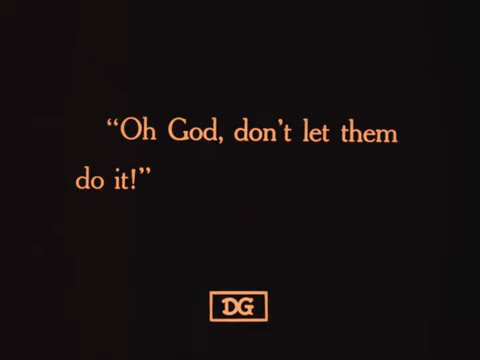 “Oh God, don’t let them
do it!”
DG